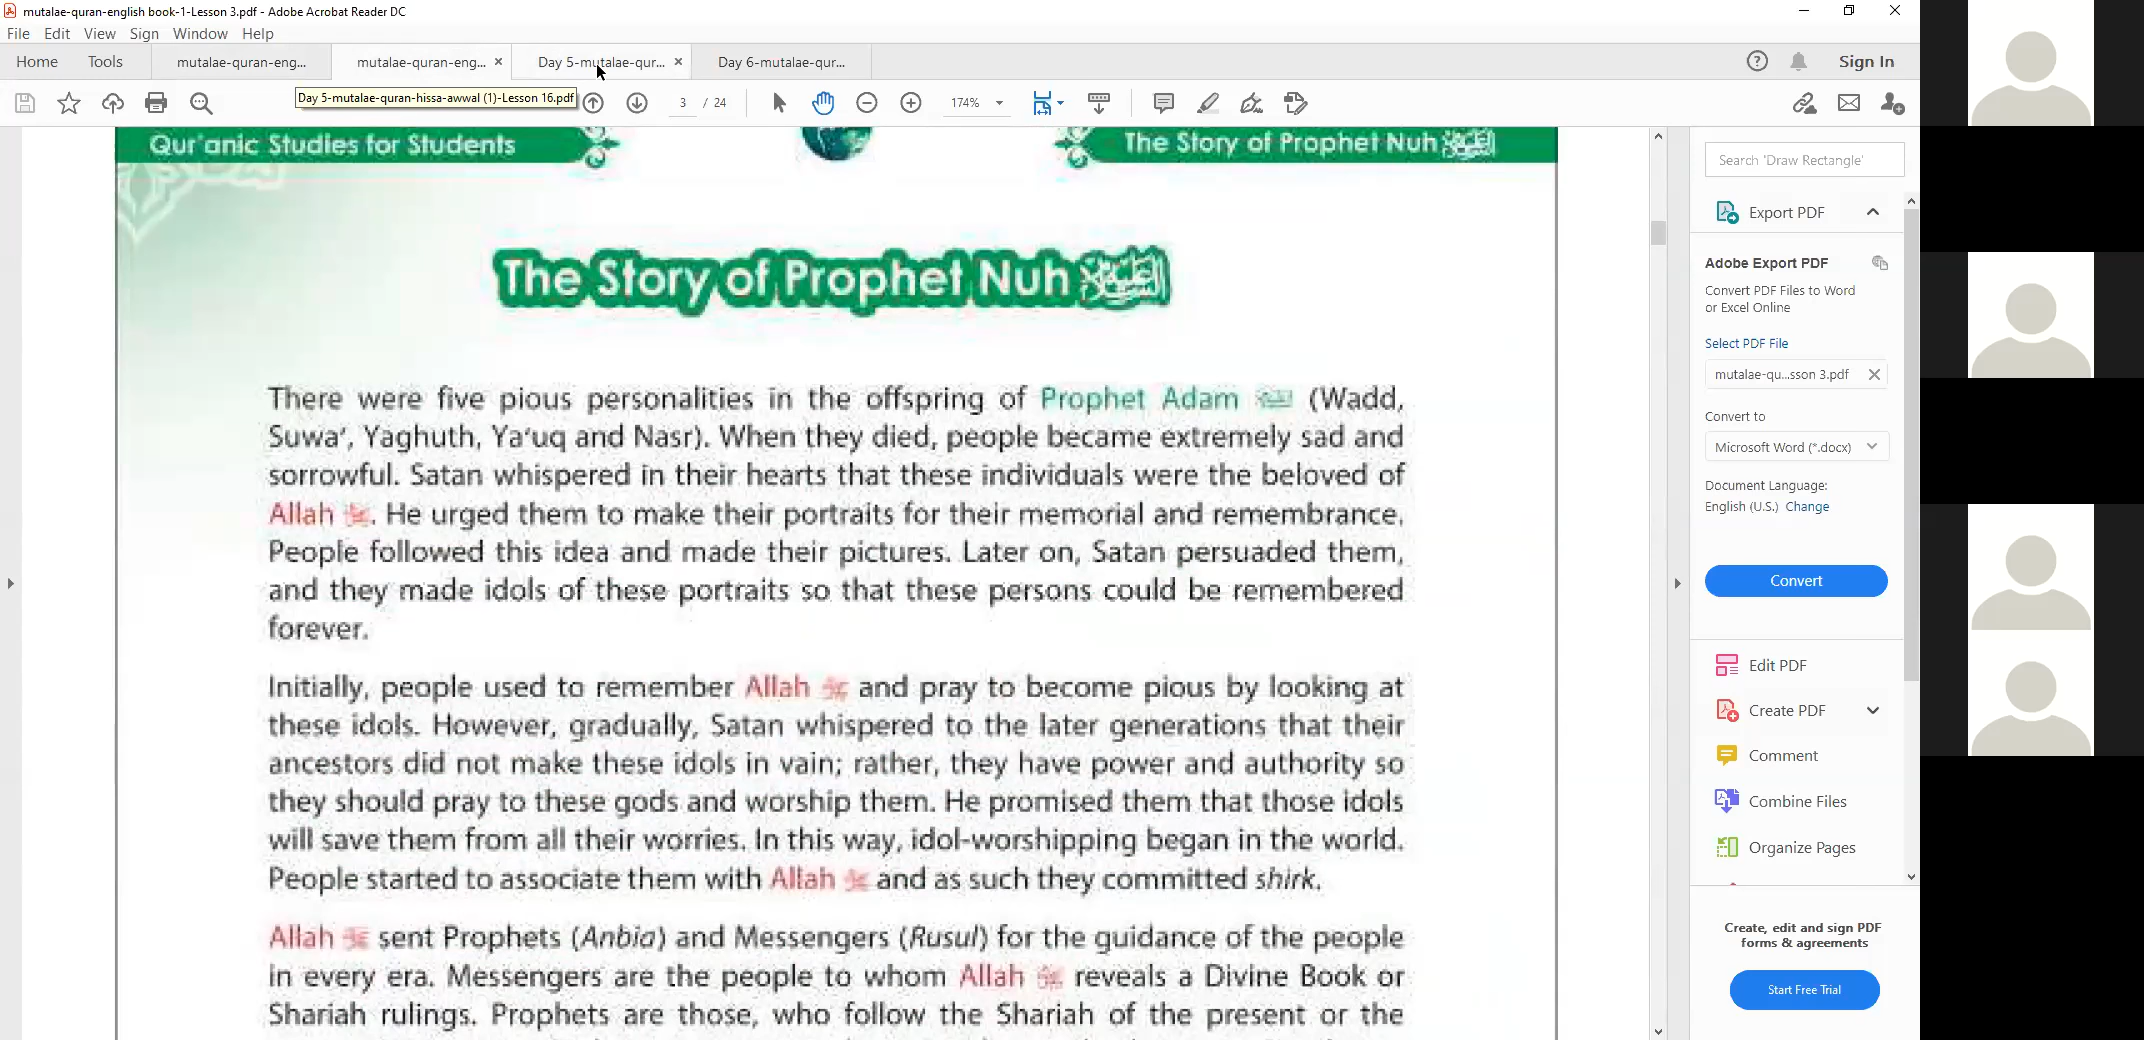 mutalae-quran-english book-1-Lesson 3.pdf - Adobe Acrobat Reader DC
File Edit View Sign Window Help
Home Tools mutalae-quran-eng... mutalae-quran-eng... Day 5-mutalae-qur... Day 6-mutalae-qur... Sign In
Day 5-mutalae-quran-hissa-awwal (1)-Lesson 16.pdf 3 / 24 174%
Qur'anic Studies for Students
The Story of Prophet Nuh
The Story of Prophet Nuh
There were five pious personalities in the offspring of Prophet Adam (Wadd,
Suwa', Yaghuth, Ya'uq and Nasr). When they died, people became extremely sad and
sorrowful. Satan whispered in their hearts that these individuals were the beloved of
Allah . He urged them to make their portraits for their memorial and remembrance.
People followed this idea and made their pictures. Later on, Satan persuaded them,
and they made idols of these portraits so that these persons could be remembered
forever.
Initially, people used to remember Allah and pray to become pious by looking at
these idols. However, gradually, Satan whispered to the later generations that their
ancestors did not make these idols in vain; rather, they have power and authority so
they should pray to these gods and worship them. He promised them that those idols
will save them from all their worries. In this way, idol-worshipping began in the world.
People started to associate them with Allah and as such they committed shirk.
Allah sent Prophets (Anbia) and Messengers (Rusul) for the guidance of the people
in every era. Messengers are the people to whom Allah reveals a Divine Book or
Shariah rulings. Prophets are those, who follow the Shariah of the present or the
Search 'Draw Rectangle'
Export PDF
Adobe Export PDF
Convert PDF Files to Word
or Excel Online
Select PDF File
mutalae-qu...sson 3.pdf
Convert to
Microsoft Word (*.docx)
Document Language:
English (U.S.) Change
Convert
Edit PDF
Create PDF
Comment
Combine Files
Organize Pages
Create, edit and sign PDF
forms & agreements
Start Free Trial